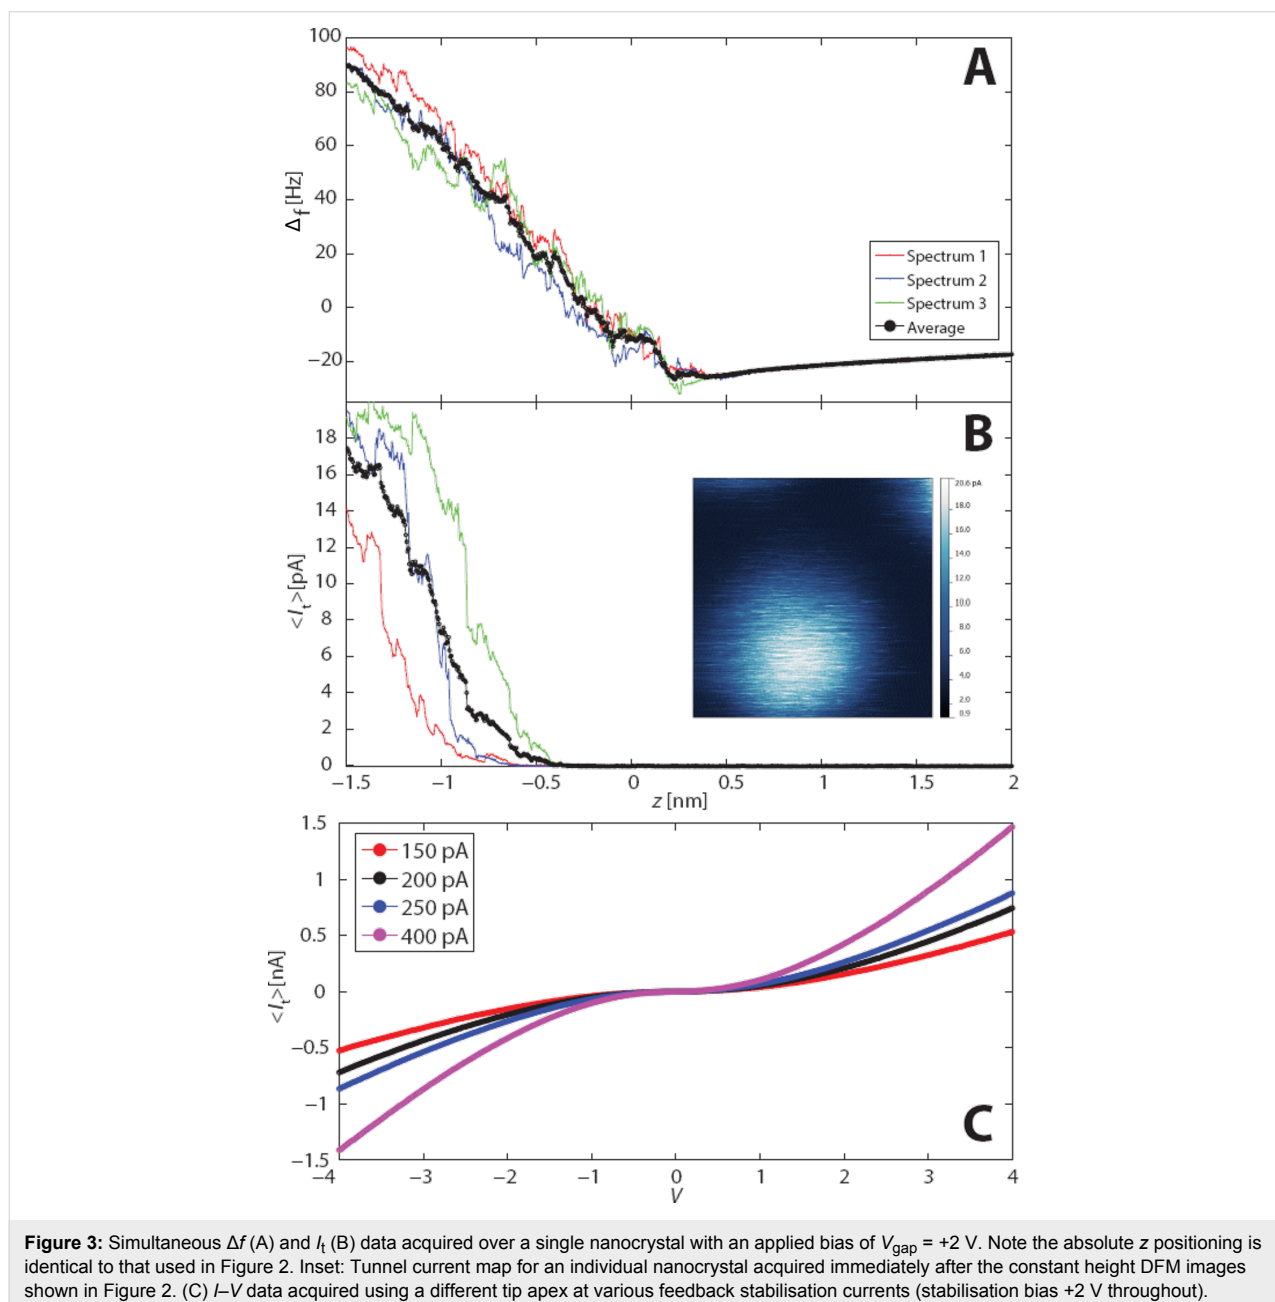 A
100
80
60
40
20
0
−20
Δf [Hz]
Spectrum 1
Spectrum 2
Spectrum 3
Average
B
18
16
14
12
10
8
6
4
2
0
<It>[pA]
20.6 pA
18.0
16.0
14.0
12.0
10.0
8.0
6.0
4.0
2.0
0.9
−1.5 −1 −0.5 0 0.5 1 1.5 2
z [nm]
1.5
1
0.5
0
−0.5
−1
−1.5
<It>[nA]
150 pA
200 pA
250 pA
400 pA
C
−4 −3 −2 −1 0 1 2 3 4
V
Figure 3: Simultaneous Δf (A) and It (B) data acquired over a single nanocrystal with an applied bias of Vgap = +2 V. Note the absolute z positioning is
identical to that used in Figure 2. Inset: Tunnel current map for an individual nanocrystal acquired immediately after the constant height DFM images
shown in Figure 2. (C) I–V data acquired using a different tip apex at various feedback stabilisation currents (stabilisation bias +2 V throughout).